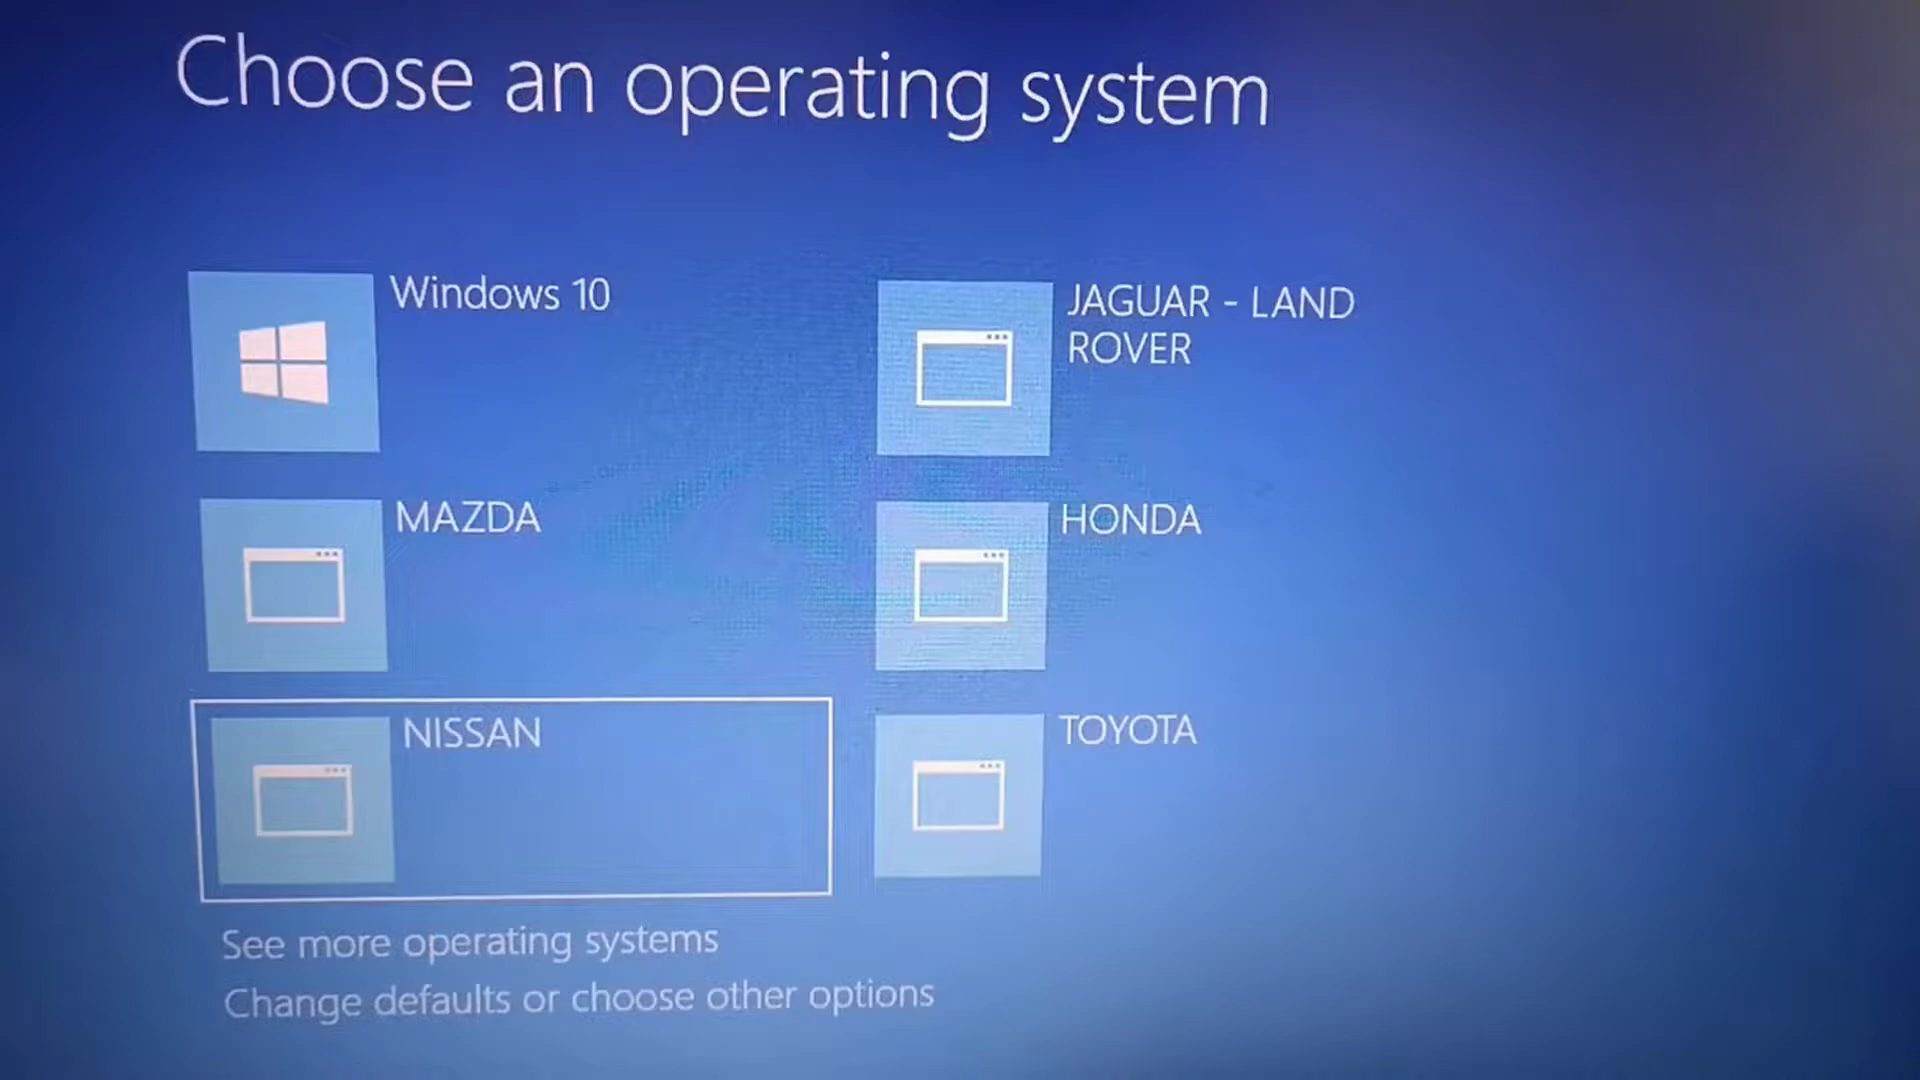 Choose an operating system
Windows 10
JAGUAR - LAND
ROVER
MAZDA
HONDA
NISSAN
TOYOTA
See more operating systems
Change defaults or choose other options